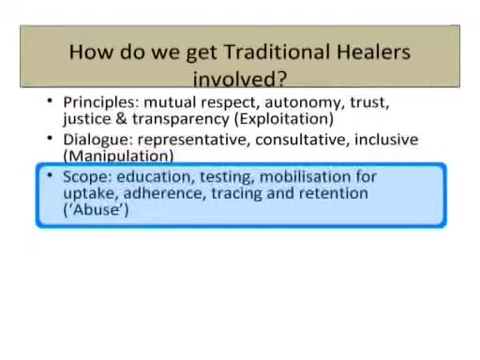 How do we get Traditional Healers
involved?
• Principles: mutual respect, autonomy, trust,
justice & transparency (Exploitation)
• Dialogue: representative, consultative, inclusive
(Manipulation)
• Scope: education, testing, mobilisation for
uptake, adherence, tracing and retention
(‘Abuse’)